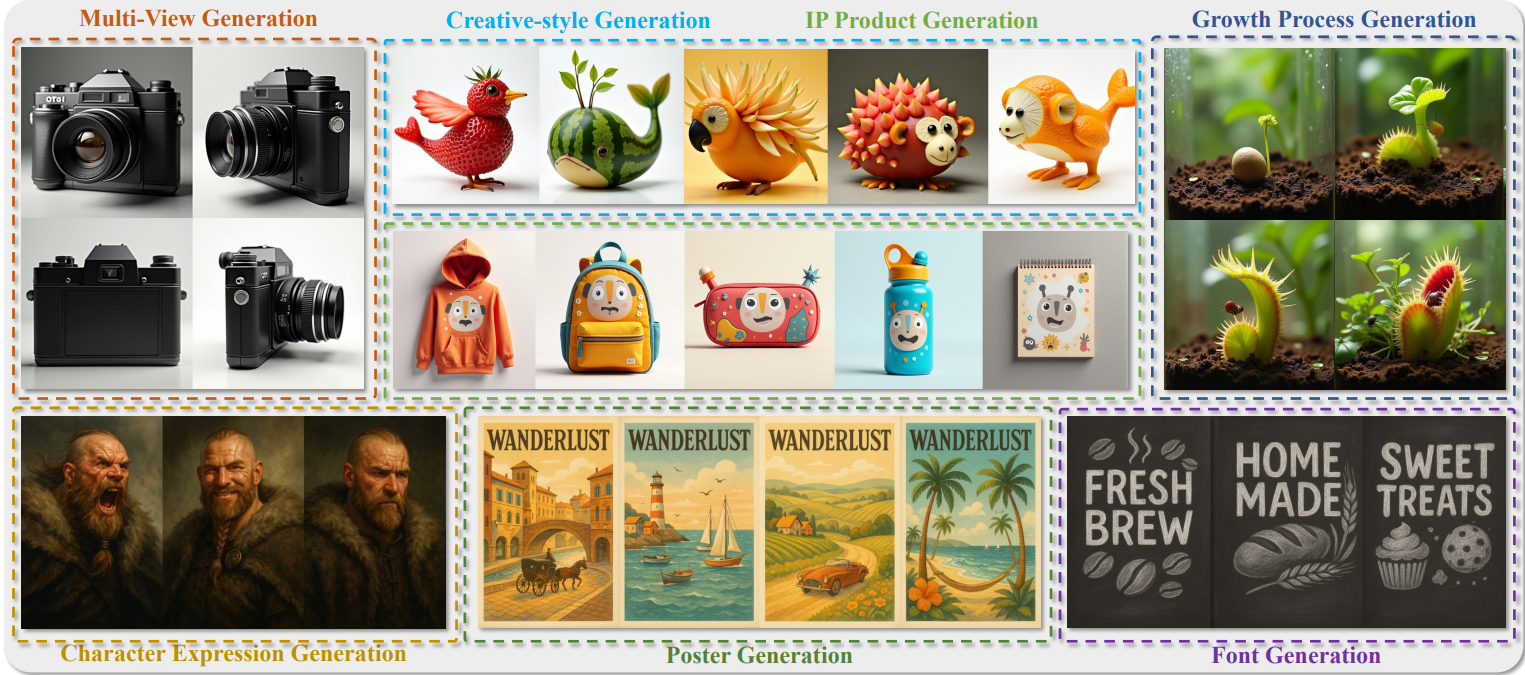 Multi-View Generation
Creative-style Generation
IP Product Generation
Growth Process Generation
WANDERLUST
WANDERLUST
WANDERLUST
WANDERLUST
FRESH
BREW
HOME
MADE
SWEET
TREATS
Character Expression Generation
Poster Generation
Font Generation